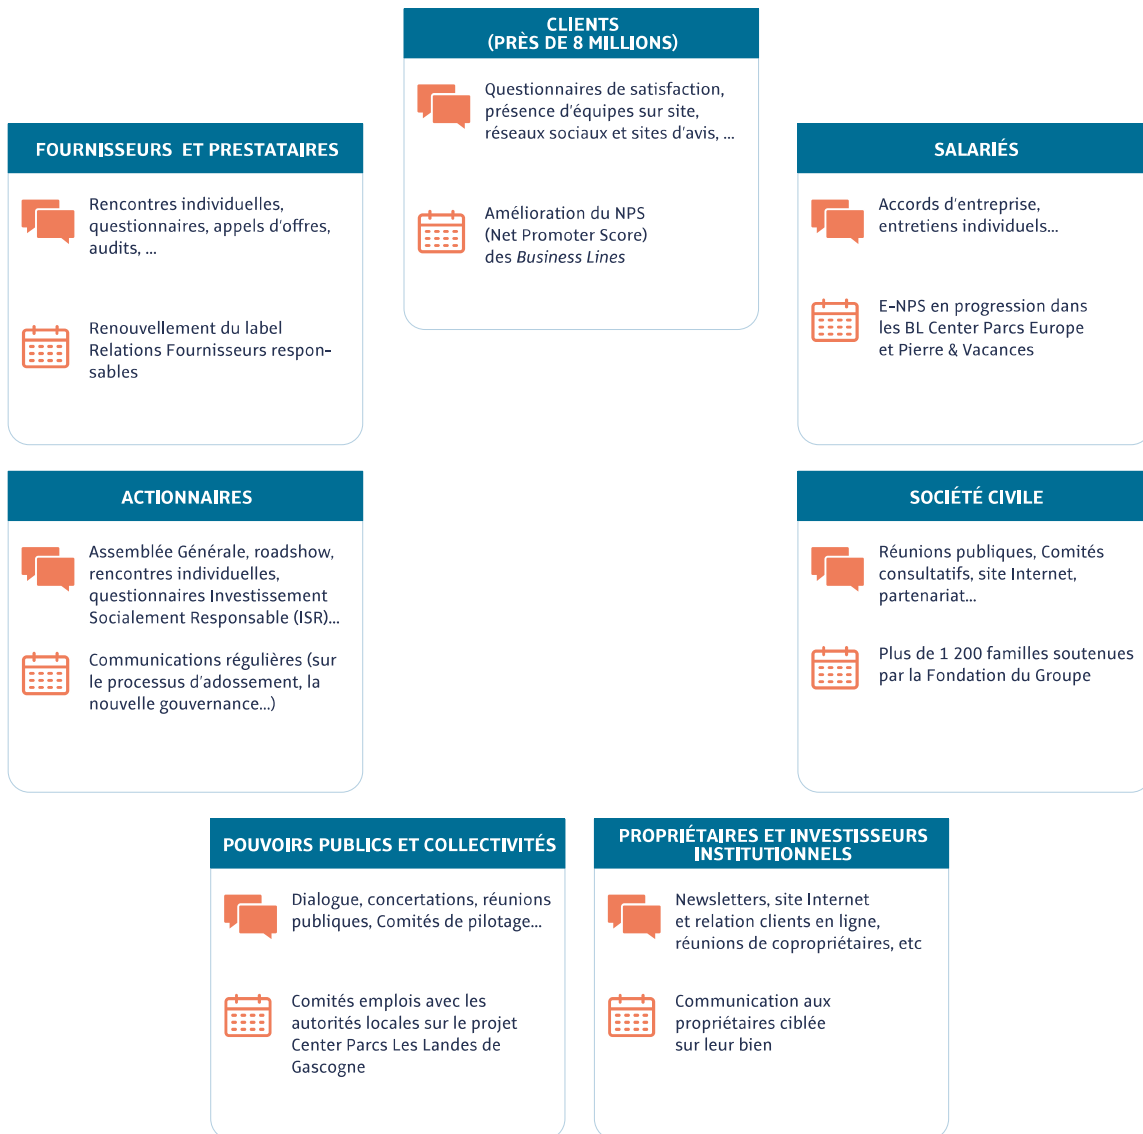 CLIENTS
(PRÈS DE 8 MILLIONS)
Questionnaires de satisfaction,
présence d'équipes sur site,
réseaux sociaux et sites d'avis, ...
Amélioration du NPS
(Net Promoter Score)
des Business Lines
FOURNISSEURS ET PRESTATAIRES
Rencontres individuelles,
questionnaires, appels d'offres,
audits, ...
Renouvellement du label
Relations Fournisseurs respon-
sables
SALARIÉS
Accords d'entreprise,
entretiens individuels...
E-NPS en progression dans
les BL Center Parcs Europe
et Pierre & Vacances
ACTIONNAIRES
Assemblée Générale, roadshow,
rencontres individuelles,
questionnaires Investissement
Socialement Responsable (ISR)...
Communications régulières (sur
le processus d'adossement, la
nouvelle gouvernance...)
SOCIÉTÉ CIVILE
Réunions publiques, Comités
consultatifs, site Internet,
partenariat...
Plus de 1 200 familles soutenues
par la Fondation du Groupe
POUVOIRS PUBLICS ET COLLECTIVITÉS
Dialogue, concertations, réunions
publiques, Comités de pilotage...
Comités emplois avec les
autorités locales sur le projet
Center Parcs Les Landes de
Gascogne
PROPRIÉTAIRES ET INVESTISSEURS
INSTITUTIONNELS
Newsletters, site Internet
et relation clients en ligne,
réunions de copropriétaires, etc
Communication aux
propriétaires ciblée
sur leur bien